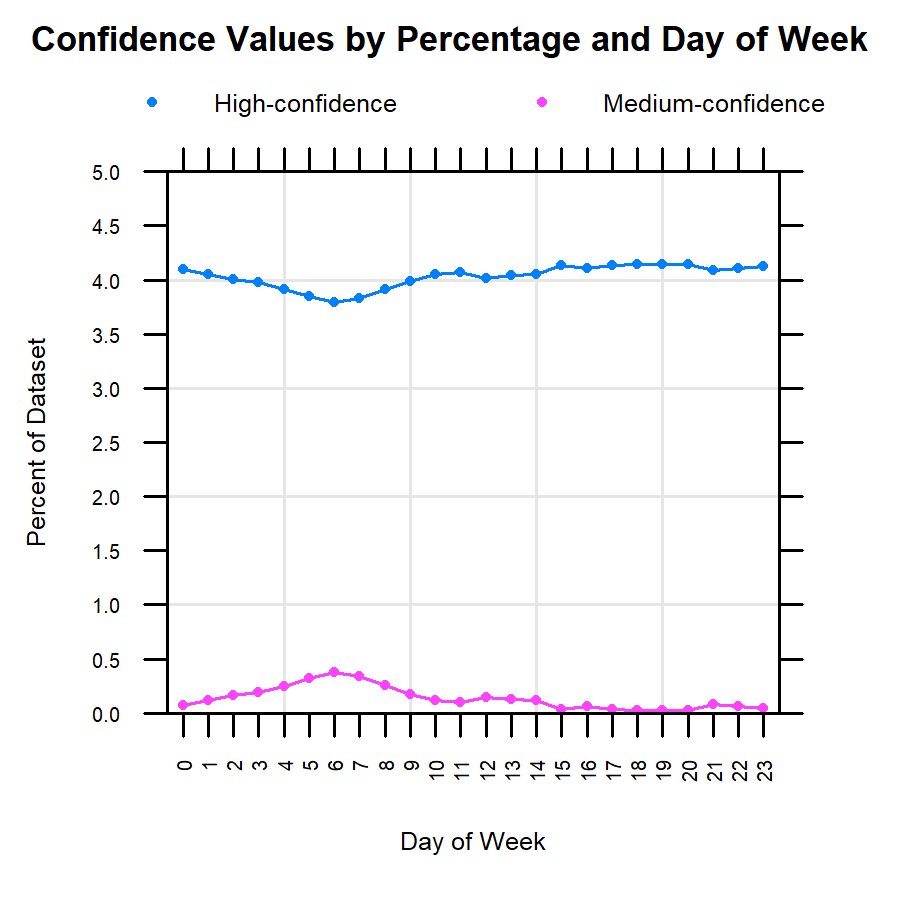 Confidence Values by Percentage and Day of Week
High-confidence Medium-confidence
5.0
4.5
4.0
3.5
3.0
2.5
2.0
1.5
1.0
0.5
0.0
Percent of Dataset
0 1 2 3 4 5 6 7 8 9 10 11 12 13 14 15 16 17 18 19 20 21 22 23
Day of Week